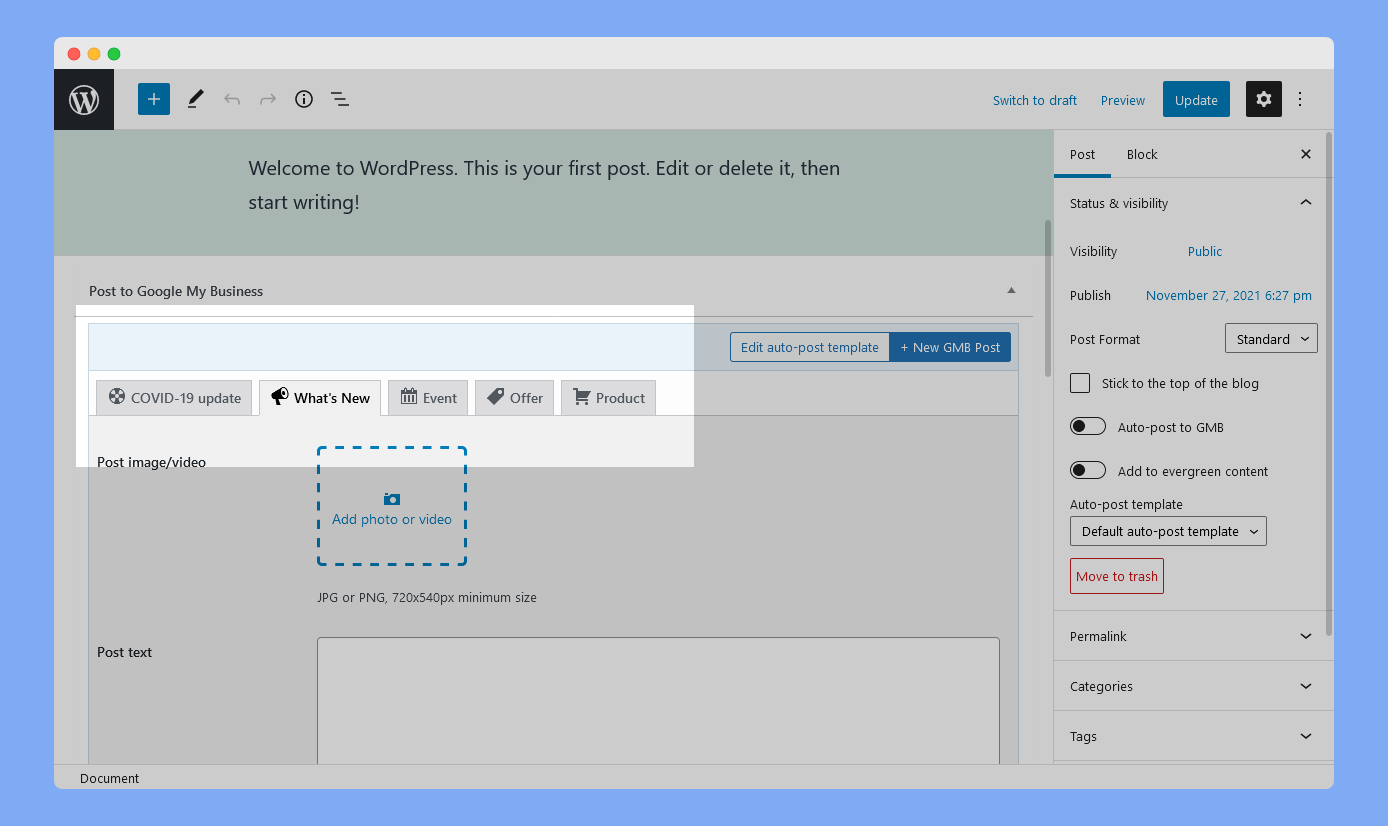 Switch to draft Preview Update
Welcome to WordPress. This is your first post. Edit or delete it, then
start writing!
Post to Google My Business
Edit auto-post template + New GMB Post
COVID-19 update What's New Event Offer Product
Post image/video
Add photo or video
JPG or PNG, 720x540px minimum size
Post text
Document
Post Block
Status & visibility
Visibility Public
Publish November 27, 2021 6:27 pm
Post Format Standard
Stick to the top of the blog
Auto-post to GMB
Add to evergreen content
Auto-post template
Default auto-post template
Move to trash
Permalink
Categories
Tags